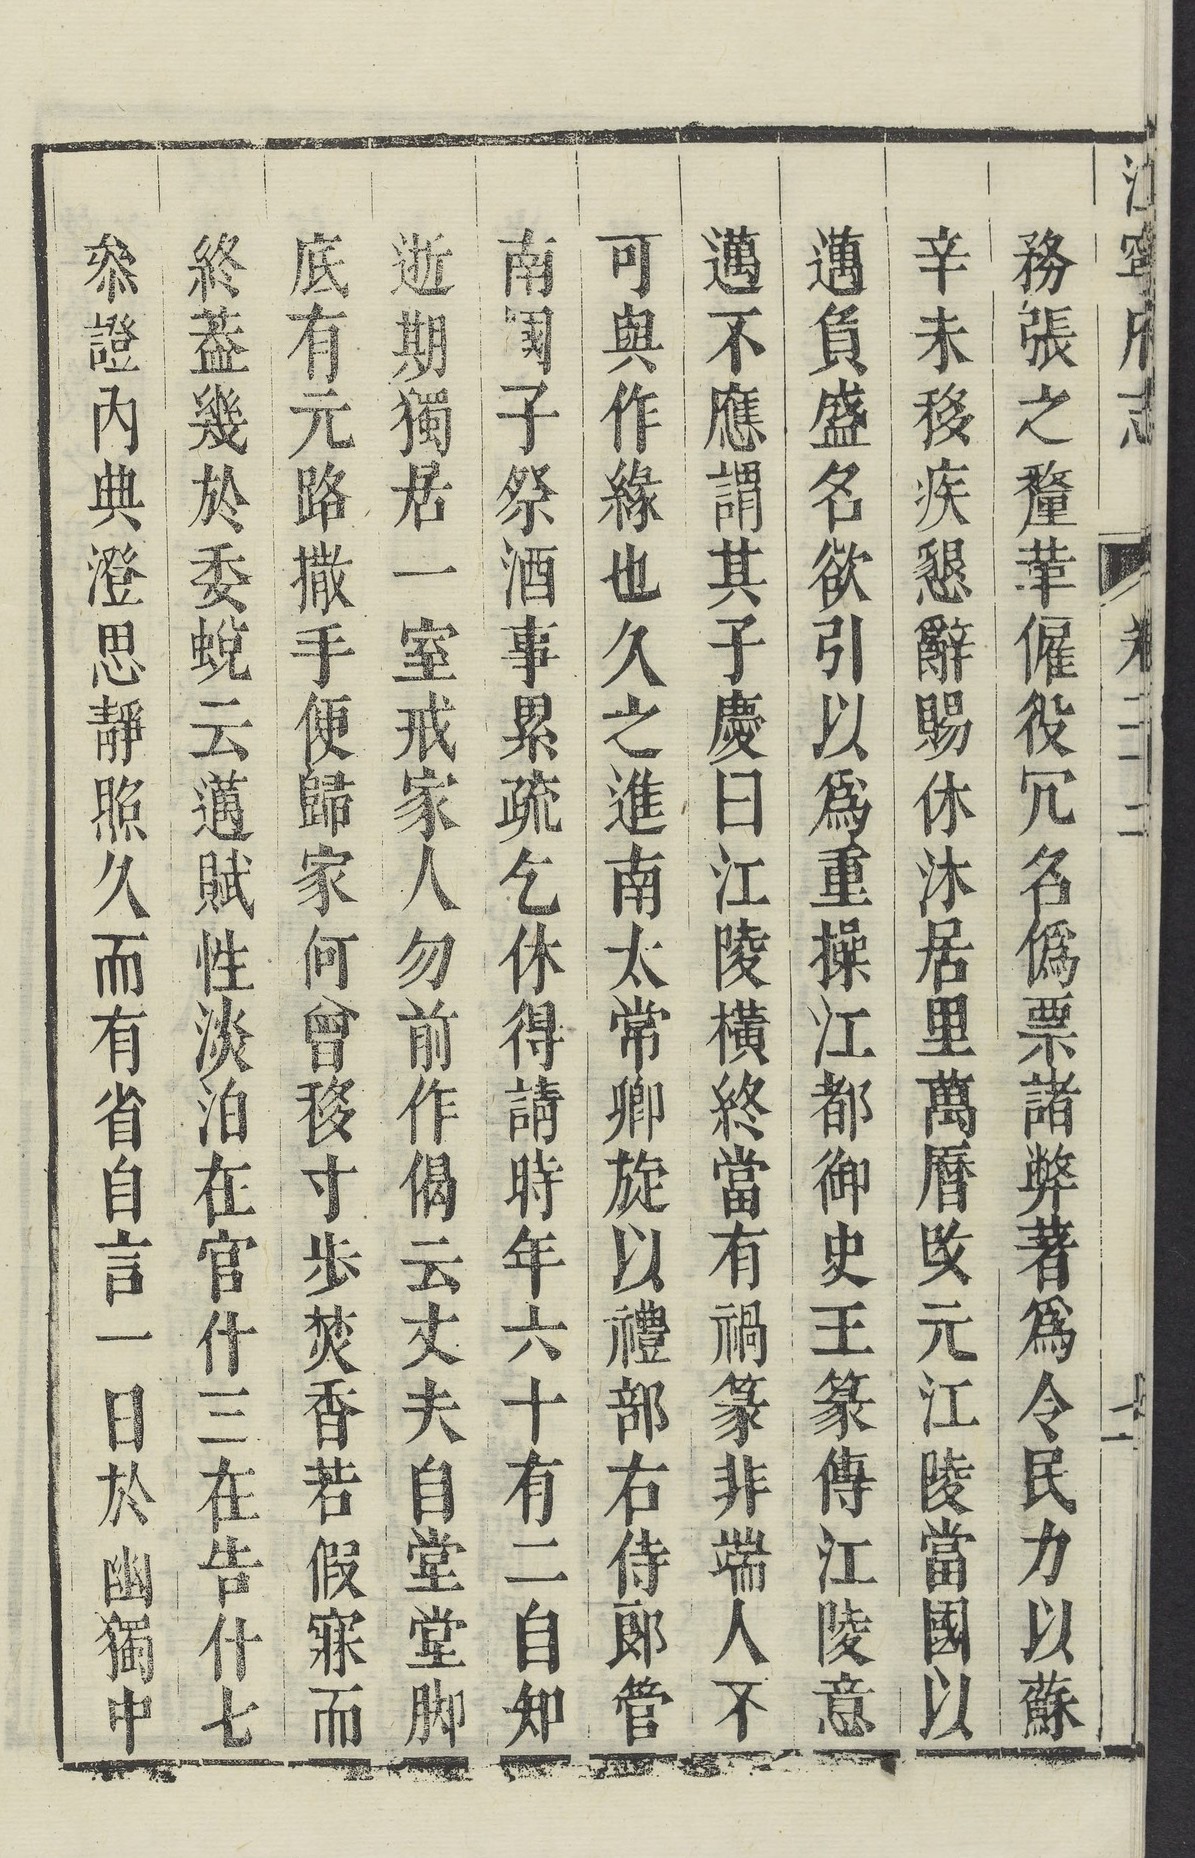 江寧府志　卷二十二
務張之釐革僱役冗名僞票諸弊著爲令民力以蘇
辛未移疾懇辭賜休沐居里萬曆改元江陵當國以
邁負盛名欲引以爲重操江都御史王篆傳江陵意
邁不應謂其子慶曰江陵橫終當有禍篆非端人不
可與作緣也久之進南太常卿旋以禮部右侍郎管
南國子祭酒事累疏乞休得請時年六十有二自知
逝期獨居一室戒家人勿前作偈云丈夫自堂堂脚
底有元路撒手便歸家何曾移寸步焚香若假寐而
終蓋幾於委蛻云邁賦性淡泊在官什三在告什七
叅證內典澄思靜照久而有省自言一日於幽獨中